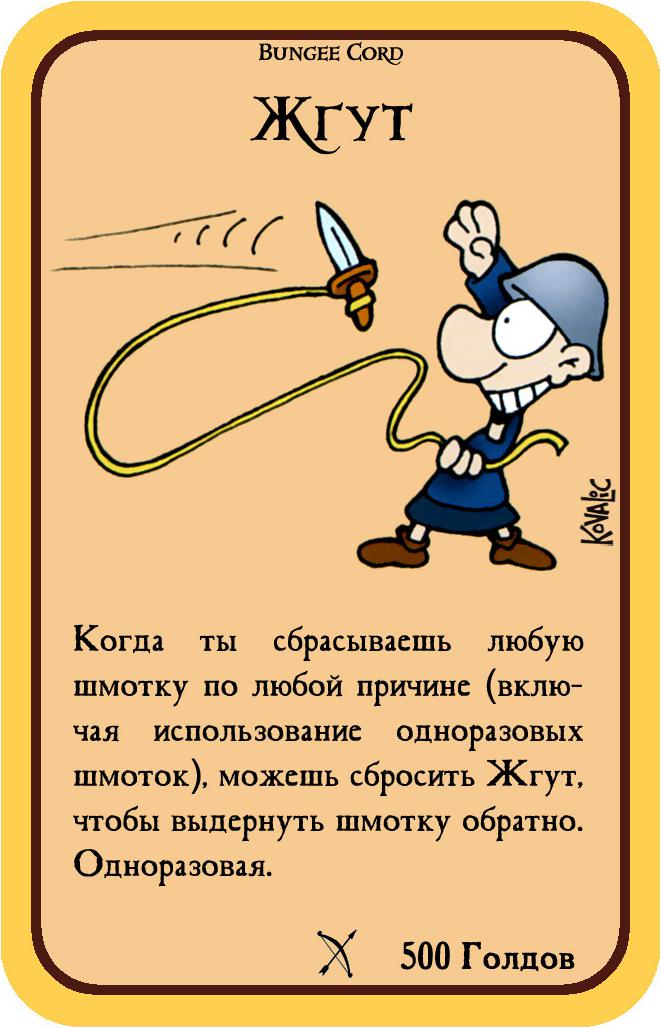 Bungee Cord
Жгут
Kovalic
Когда ты сбрасываешь любую
шмотку по любой причине (вклю-
чая использование одноразовых
шмоток), можешь сбросить Жгут,
чтобы выдернуть шмотку обратно.
Одноразовая.
500 Голдов